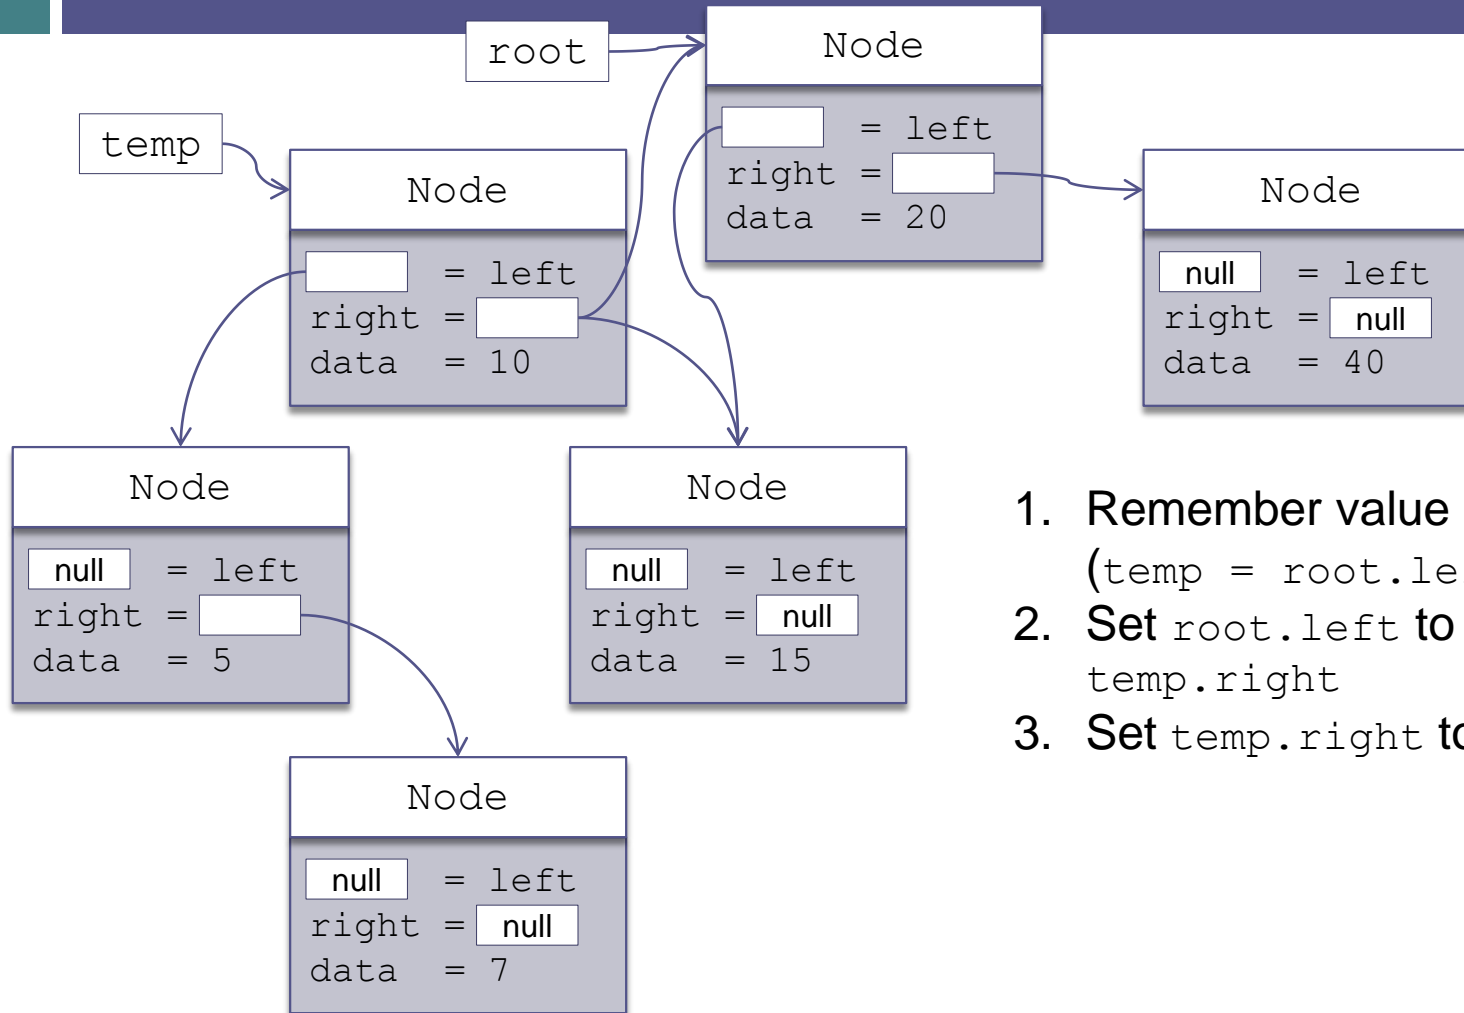 root
Node
= left
right =
data = 20
temp
Node
= left
right =
data = 10
Node
null = left
right = null
data = 40
Node
null = left
right =
data = 5
Node
null = left
right = null
data = 15
Node
null = left
right = null
data = 7
1. Remember value
(temp = root.le
2. Set root.left to
temp.right
3. Set temp.right to